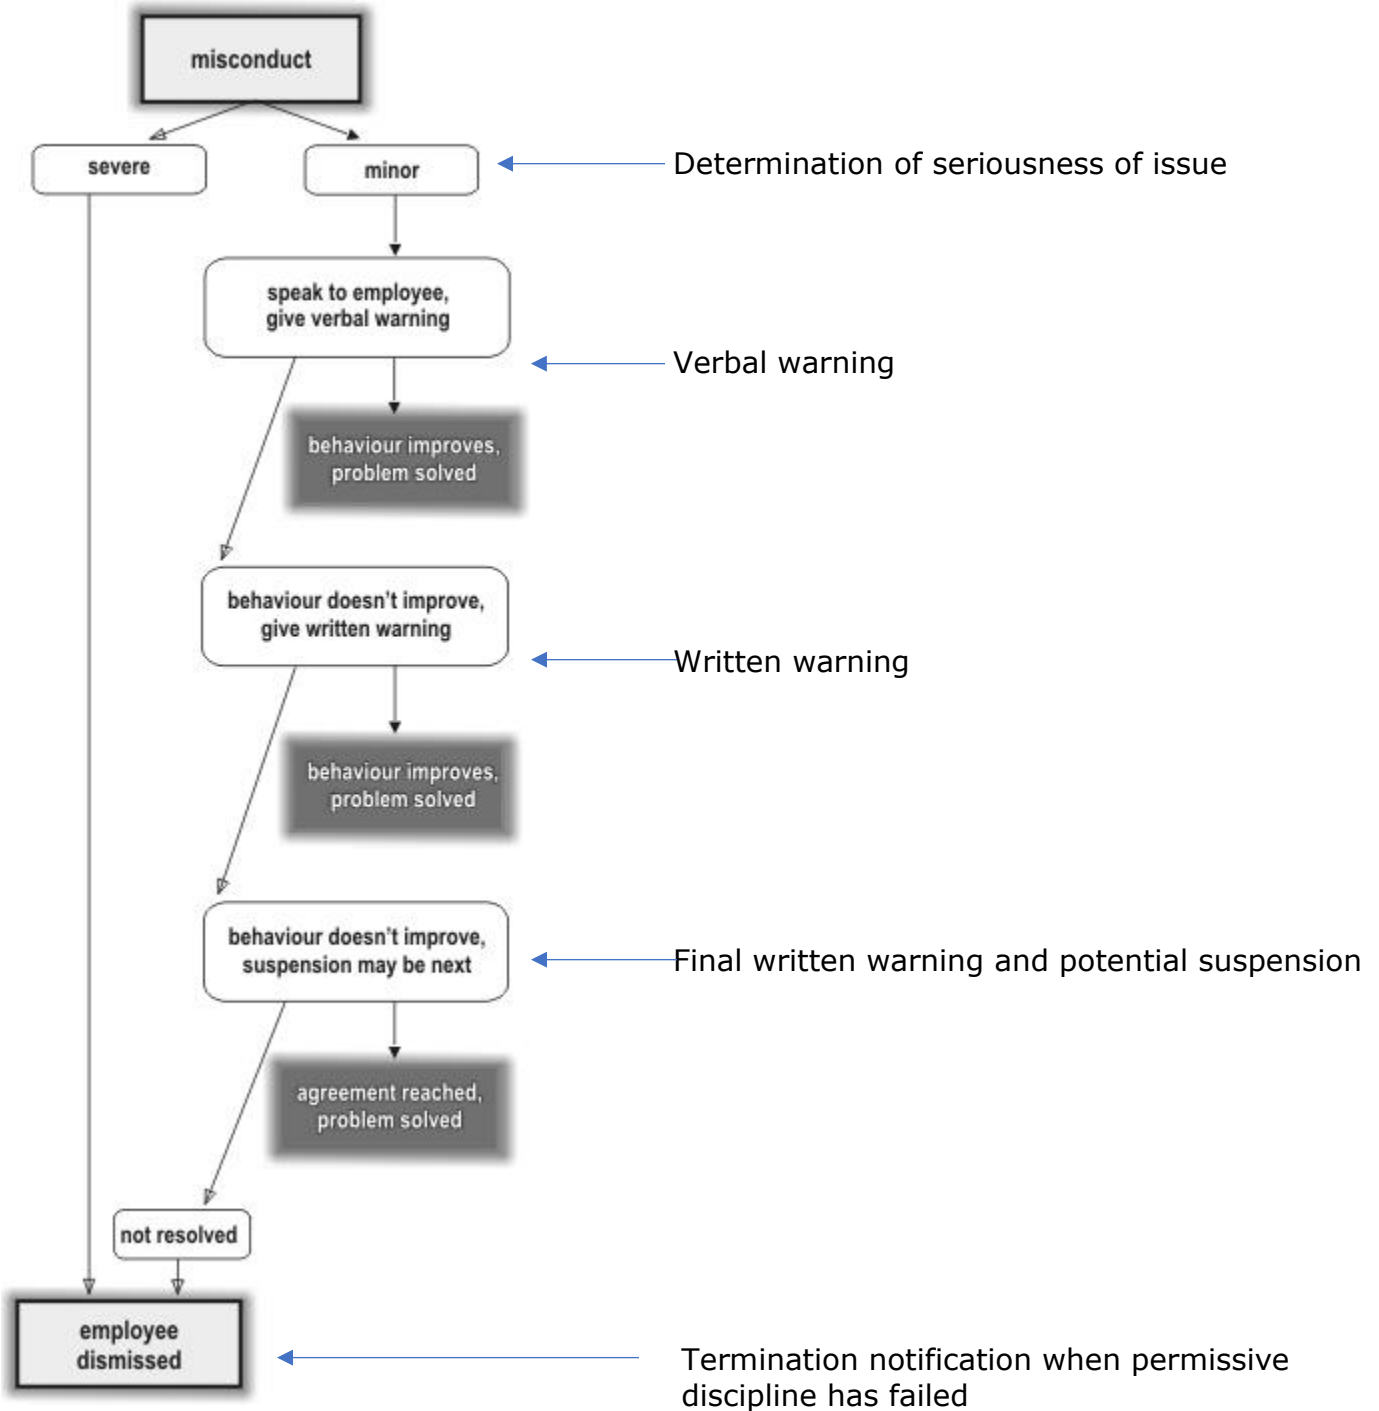 misconduct
severe
minor
Determination of seriousness of issue
speak to employee,
give verbal warning
Verbal warning
behaviour improves,
problem solved
behaviour doesn't improve,
give written warning
Written warning
behaviour improves,
problem solved
behaviour doesn't improve,
suspension may be next
Final written warning and potential suspension
agreement reached,
problem solved
not resolved
employee
dismissed
Termination notification when permissive
discipline has failed